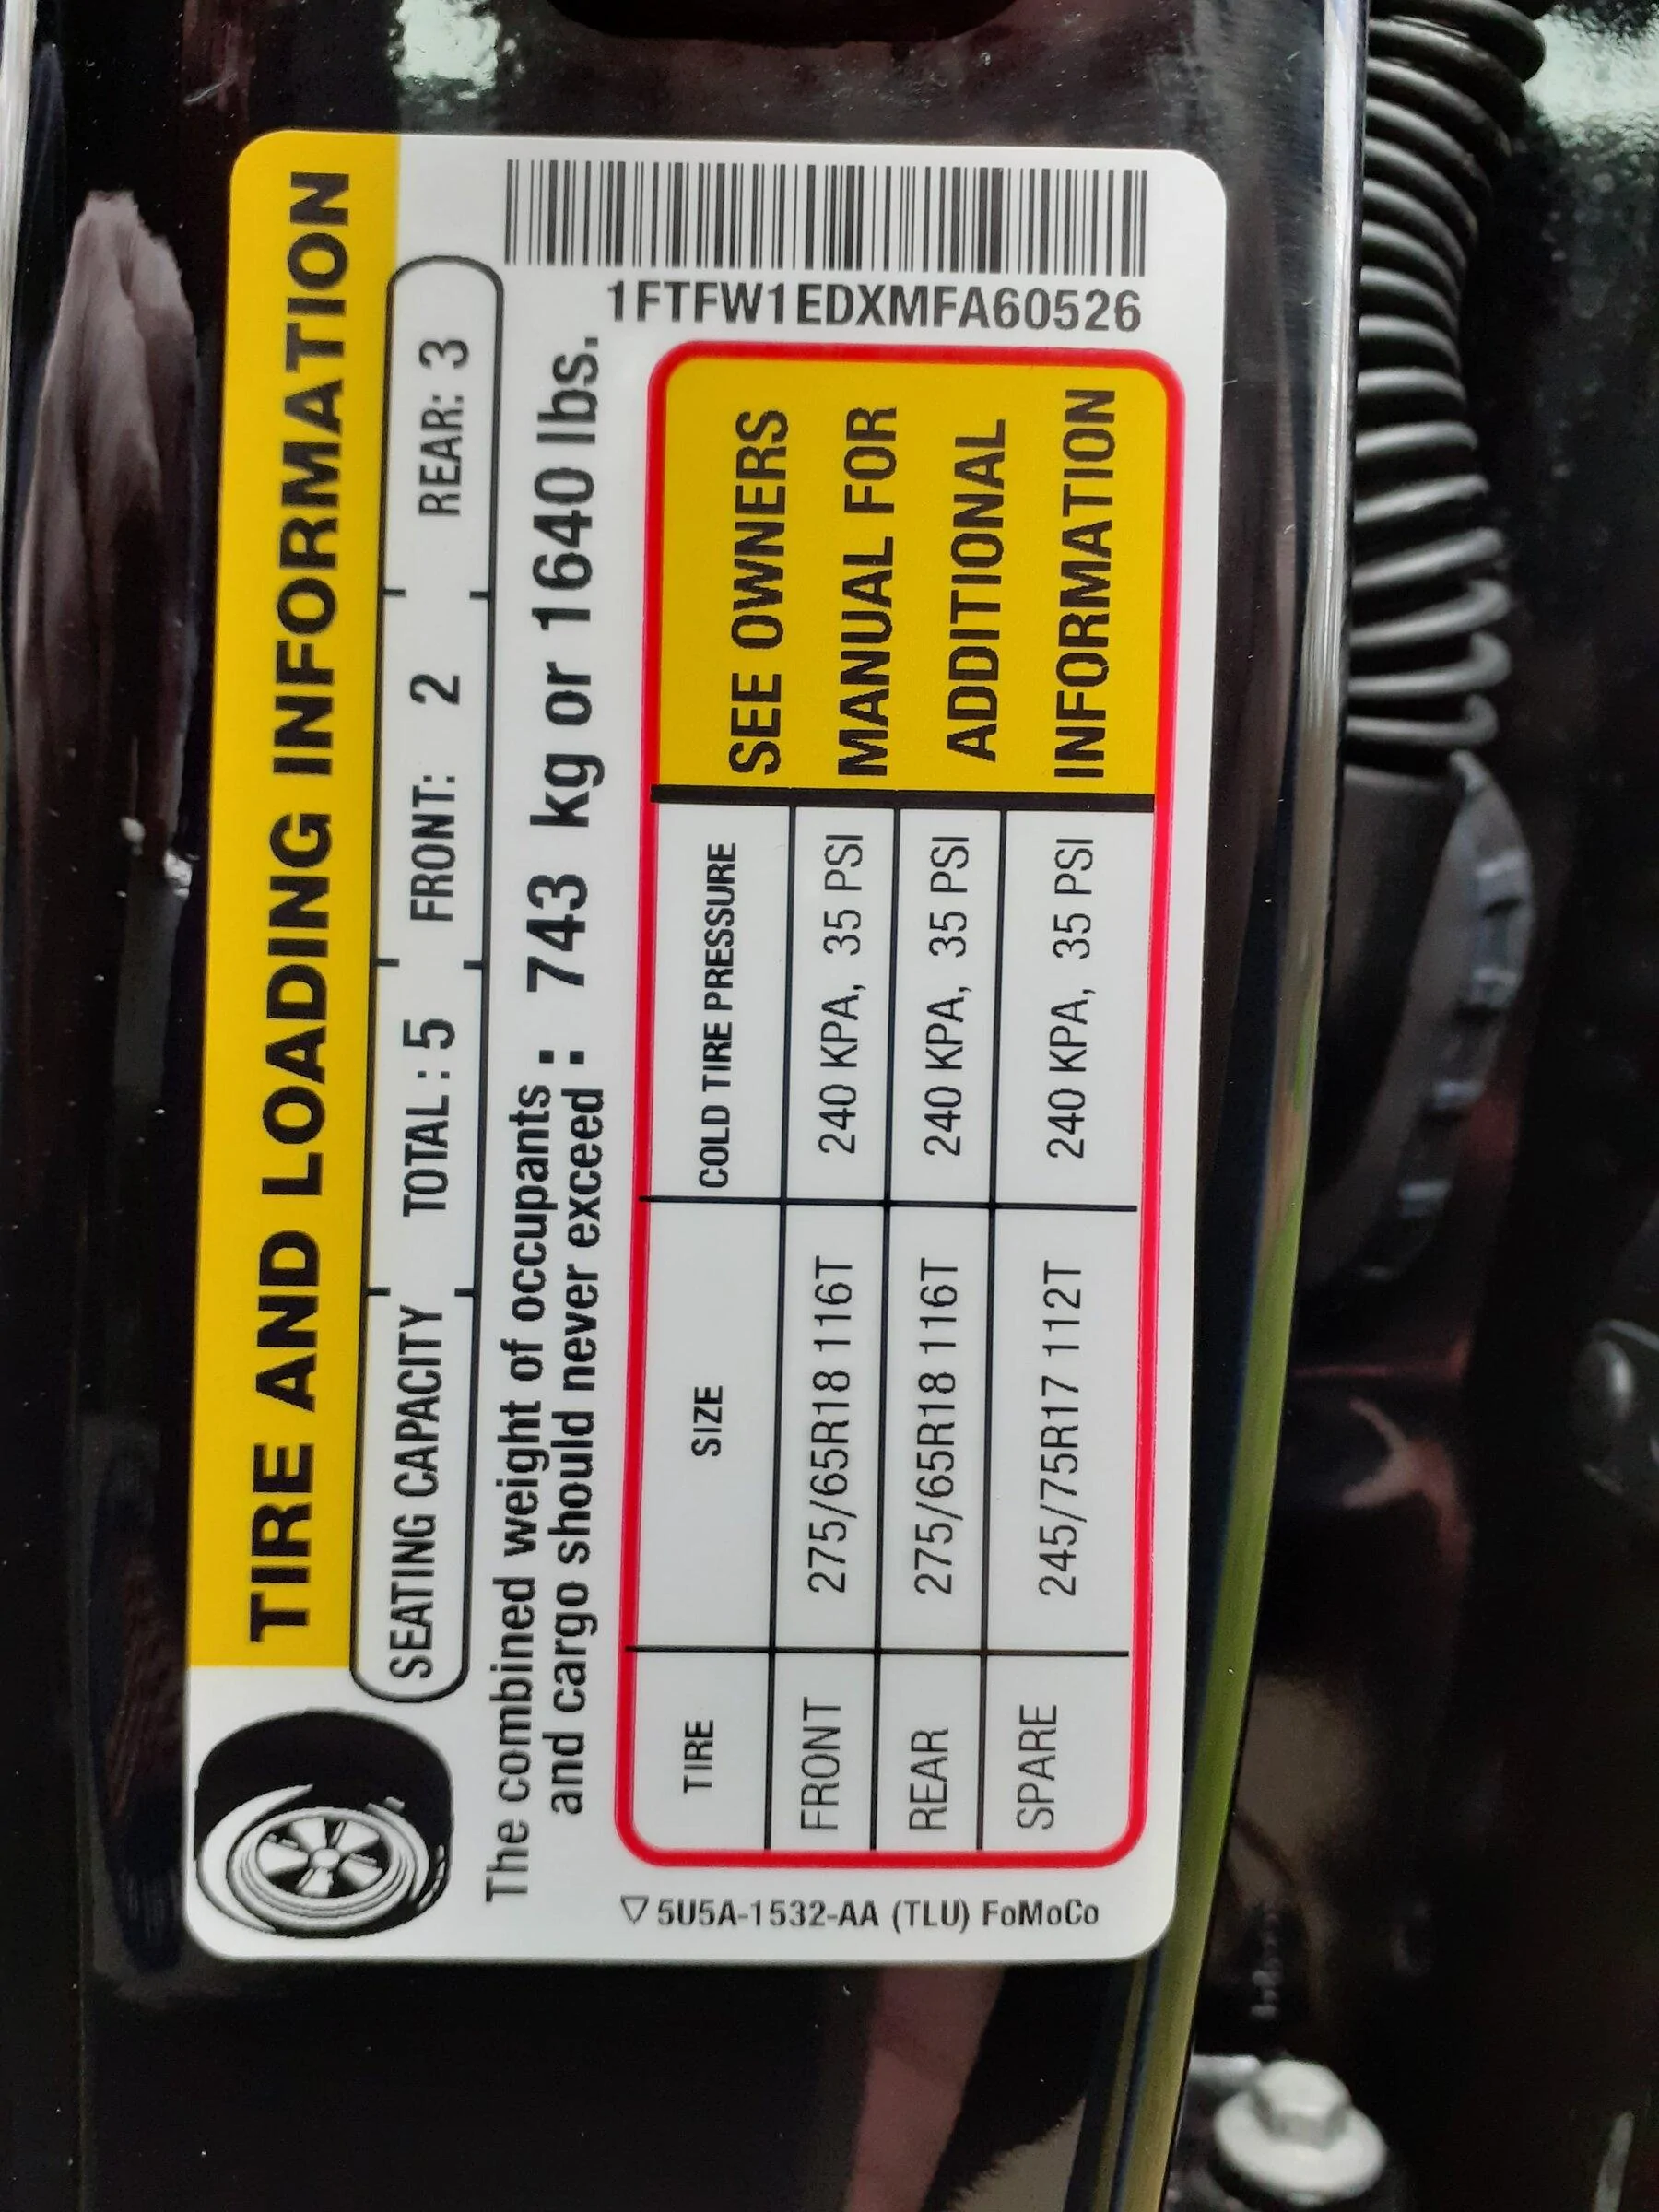 TIRE AND LOADING INFORMATION
SEATING CAPACITY TOTAL : 5 FRONT: 2 REAR: 3
The combined weight of occupants
and cargo should never exceed : 743 kg or 1640 lbs.
TIRE SIZE COLD TIRE PRESSURE
FRONT 275/65R18 116T 240 KPA, 35 PSI
REAR 275/65R18 116T 240 KPA, 35 PSI
SPARE 245/75R17 112T 240 KPA, 35 PSI
SEE OWNERS
MANUAL FOR
ADDITIONAL
INFORMATION
1FTFW1EDXMFA60526
5U5A-1532-AA (TLU) FoMoCo